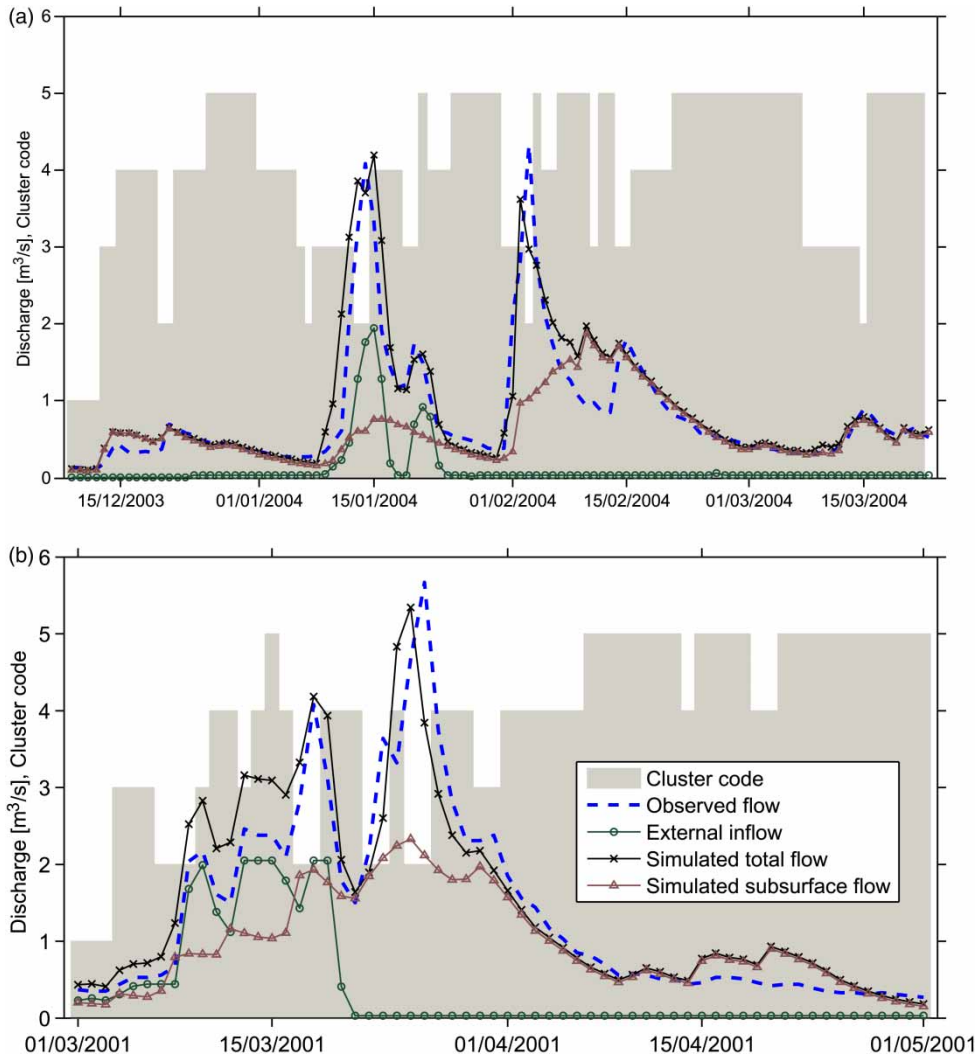 (a)
6
5
4
3
2
1
0
Discharge [m³/s], Cluster code
15/12/2003 01/01/2004 15/01/2004 01/02/2004 15/02/2004 01/03/2004 15/03/2004
(b)
6
5
4
3
2
1
0
Discharge [m³/s], Cluster code
Cluster code
Observed flow
External inflow
Simulated total flow
Simulated subsurface flow
01/03/2001 15/03/2001 01/04/2001 15/04/2001 01/05/2001